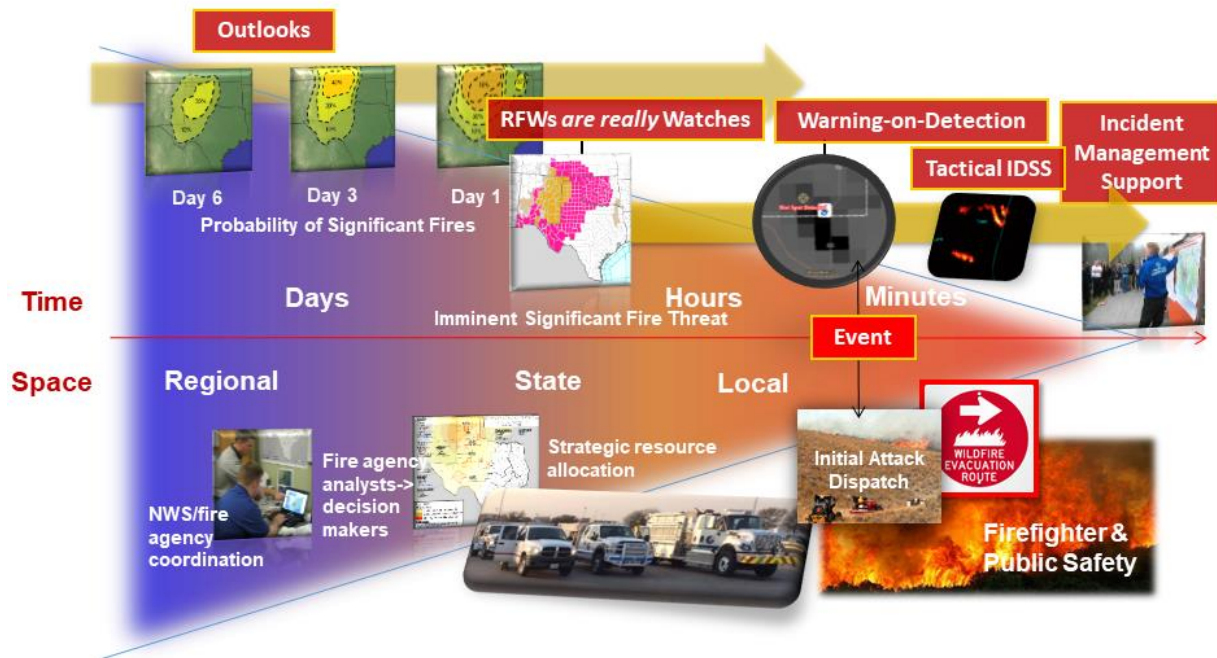 Outlooks
RFWs are really Watches
Warning-on-Detection
Tactical IDSS
Incident
Management
Support
Day 6
Day 3
Day 1
Probability of Significant Fires
Time
Days
Hours
Minutes
Imminent Significant Fire Threat
Event
Space
Regional
State
Local
NWS/fire
agency
coordination
Fire agency
analysts->
decision
makers
Strategic resource
allocation
Initial Attack
Dispatch
WILDFIRE
EVACUATION
ROUTE
Firefighter &
Public Safety